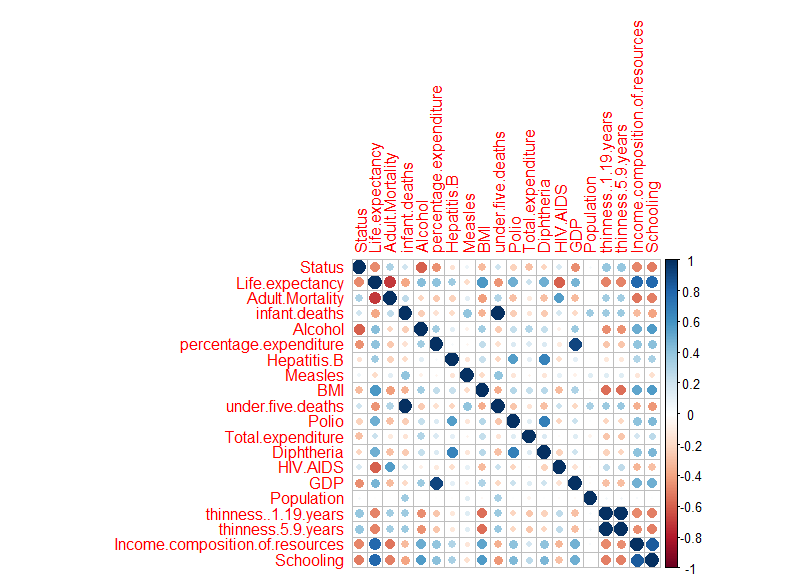 Status
Life.expectancy
Adult.Mortality
infant.deaths
Alcohol
percentage.expenditure
Hepatitis.B
Measles
BMI
under.five.deaths
Polio
Total.expenditure
Diphtheria
HIV.AIDS
GDP
Population
thinness..1.19.years
thinness.5.9.years
Income.composition.of.resources
Schooling
Status
Life.expectancy
Adult.Mortality
infant.deaths
Alcohol
percentage.expenditure
Hepatitis.B
Measles
BMI
under.five.deaths
Polio
Total.expenditure
Diphtheria
HIV.AIDS
GDP
Population
thinness..1.19.years
thinness.5.9.years
Income.composition.of.resources
Schooling
1
0.8
0.6
0.4
0.2
0
-0.2
-0.4
-0.6
-0.8
-1